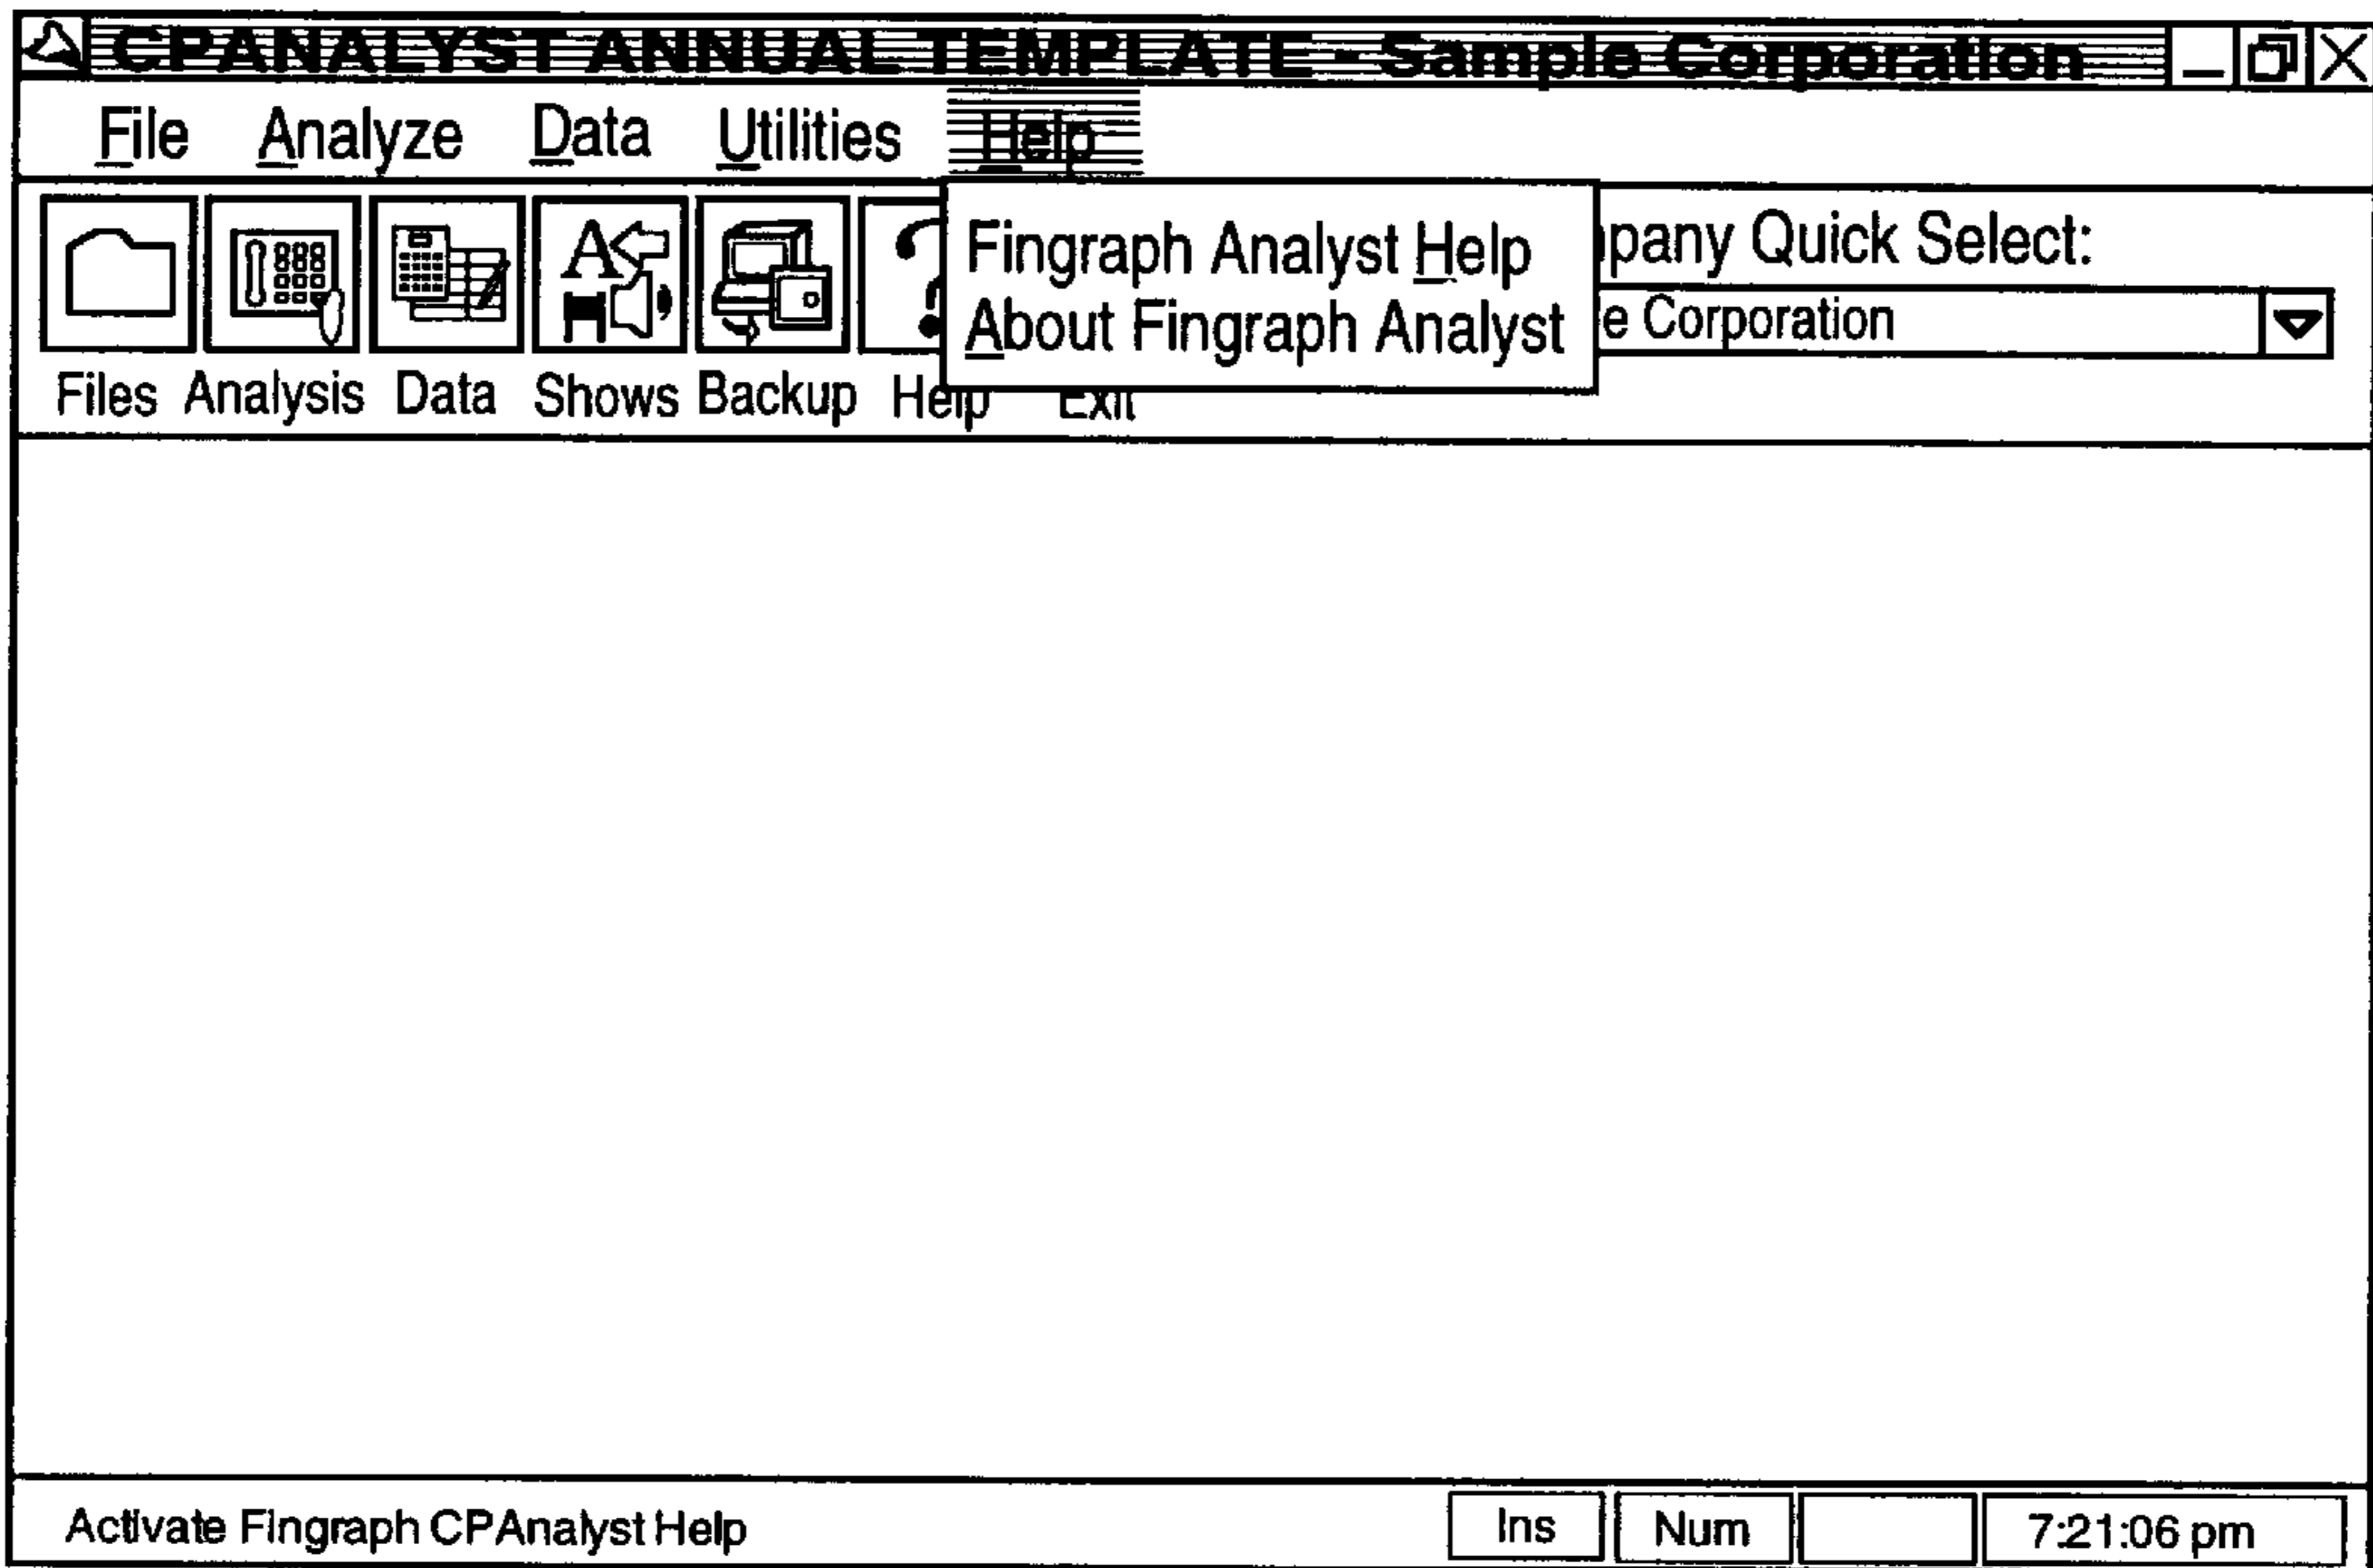 CPANALYST ANNUAL TEMPLATE - Sample Corporation
File Analyze Data Utilities Help
Fingraph Analyst Help
About Fingraph Analyst
pany Quick Select:
e Corporation
Files Analysis Data Shows Backup Help Exit
Activate Fingraph CPAnalyst Help Ins Num 7:21:06 pm